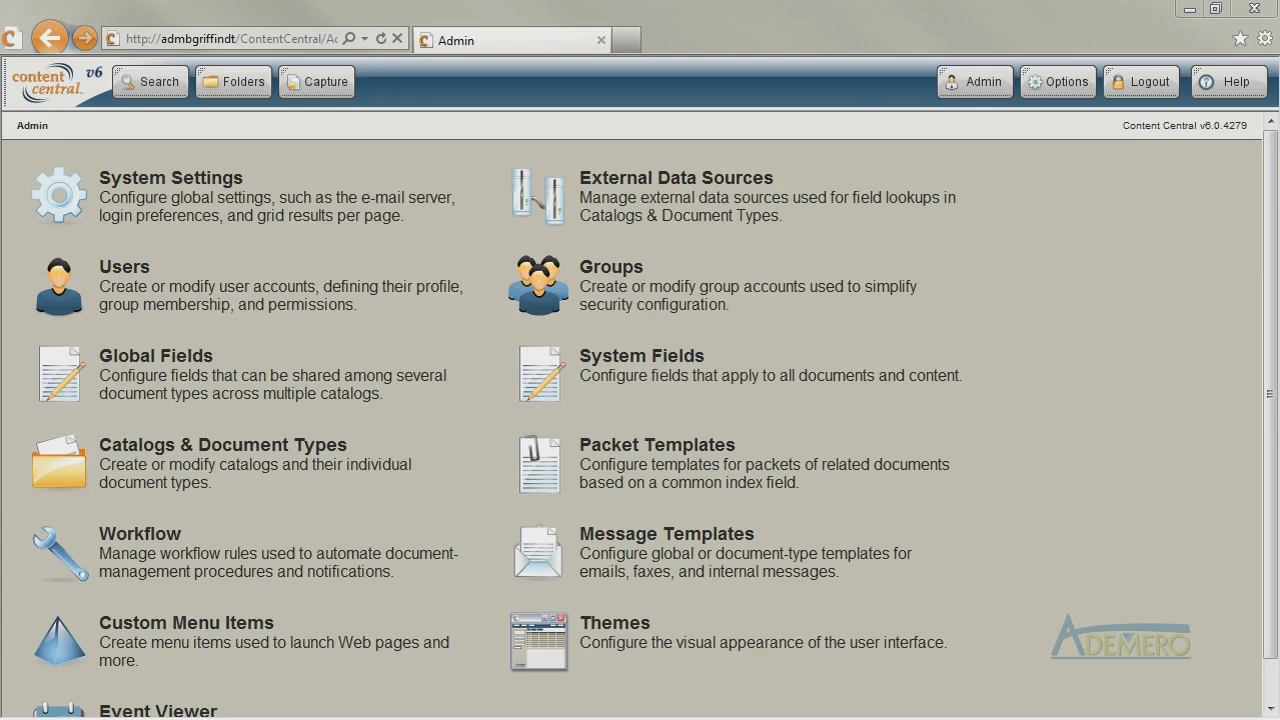 http://admbgriffindt/ContentCentral/Ac
Admin
content central. v6
Search
Folders
Capture
Admin
Options
Logout
Help
Admin
Content Central v6.0.4279
System Settings
Configure global settings, such as the e-mail server,
login preferences, and grid results per page.
External Data Sources
Manage external data sources used for field lookups in
Catalogs & Document Types.
Users
Create or modify user accounts, defining their profile,
group membership, and permissions.
Groups
Create or modify group accounts used to simplify
security configuration.
Global Fields
Configure fields that can be shared among several
document types across multiple catalogs.
System Fields
Configure fields that apply to all documents and content.
Catalogs & Document Types
Create or modify catalogs and their individual
document types.
Packet Templates
Configure templates for packets of related documents
based on a common index field.
Workflow
Manage workflow rules used to automate document-
management procedures and notifications.
Message Templates
Configure global or document-type templates for
emails, faxes, and internal messages.
Custom Menu Items
Create menu items used to launch Web pages and
more.
Themes
Configure the visual appearance of the user interface.
ADEMERO
Event Viewer